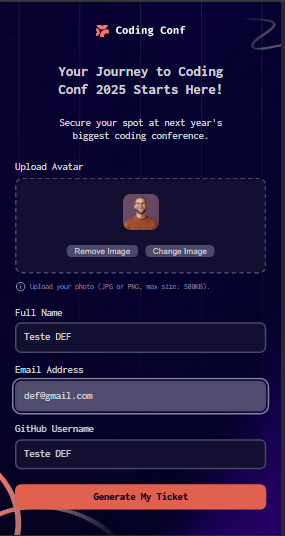 Coding Conf
Your Journey to Coding
Conf 2025 Starts Here!
Secure your spot at next year's
biggest coding conference.
Upload Avatar
Remove Image
Change Image
Upload your photo (JPG or PNG, max size: 500KB).
Full Name
Teste DEF
Email Address
def@gmail.com
GitHub Username
Teste DEF
Generate My Ticket